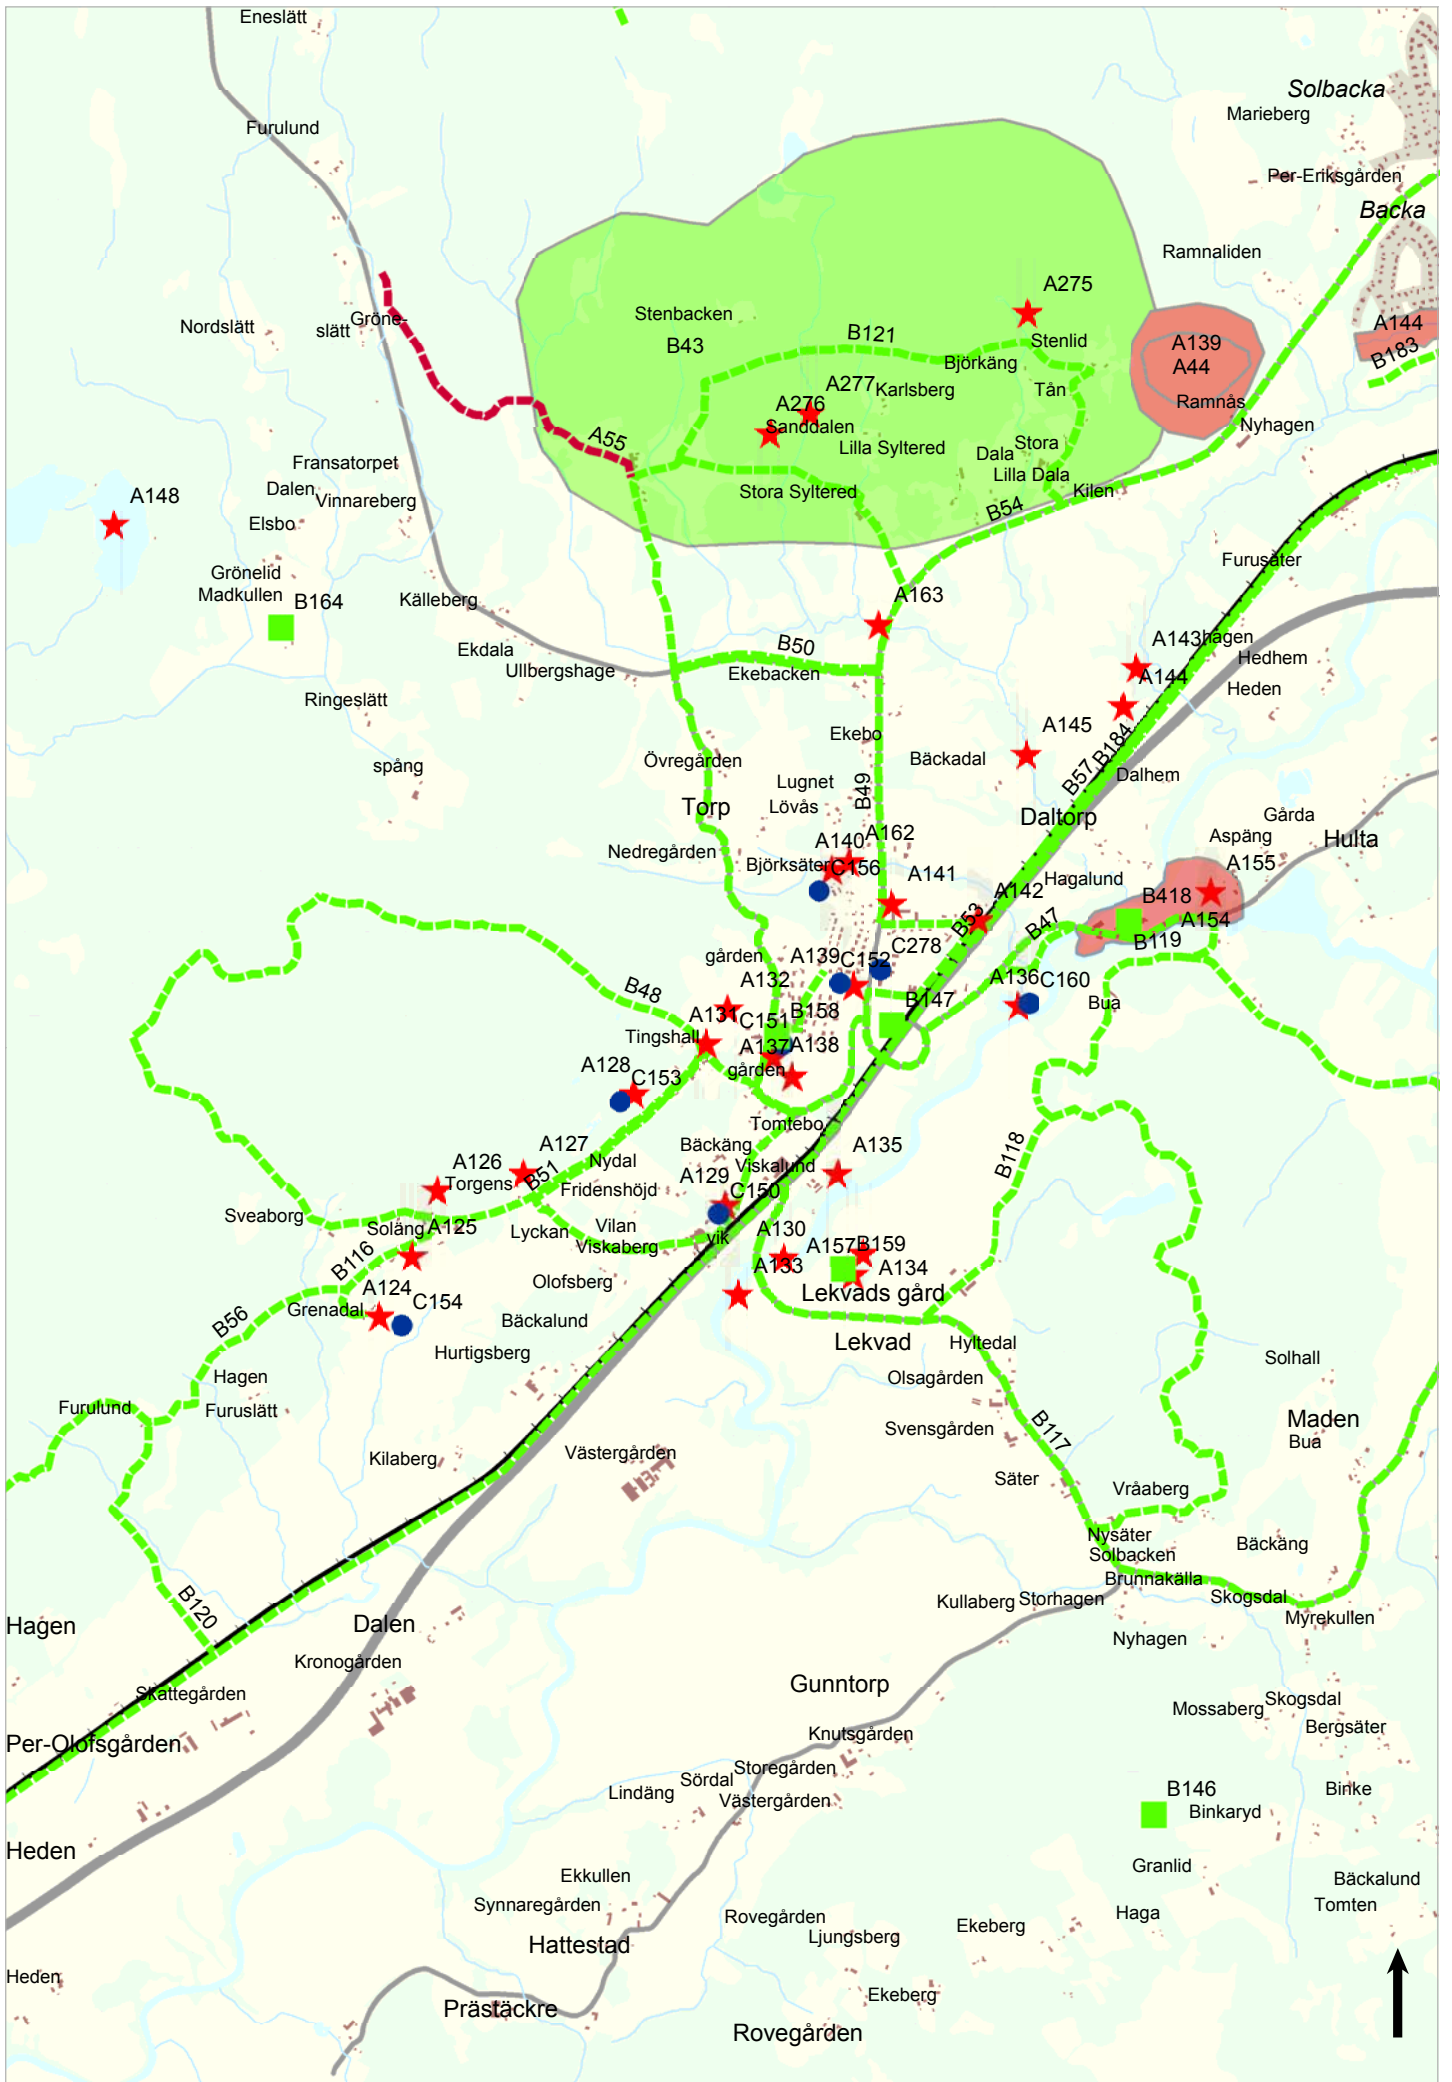 Eneslätt
Solbacka
Marieberg
Furulund
Per-Eriksgården
Backa
Ramnaliden
A275
Stenbacken
Nordslätt
Gröne-
slätt
A144
B121
B43
Stenlid
A139
B183
Björkäng
A44
A277
Karlsberg
Tån
A276
Ramnås
Sanddalen
Nyhagen
A55
Lilla Syltered
Stora
Dala
Fransatorpet
Lilla Dala
Dalen
Stora Syltered
Kilen
A148
Vinnareberg
B54
Elsbo
Furusäter
Grönelid
Madkullen
B164
Källeberg
A163
A143
hagen
B50
Ekdala
Hedhem
Ullbergshage
Ekebacken
A144
Heden
Ringeslätt
A145
Ekebo
B184
Övregården
Bäckadal
spång
B57
Dalhem
Lugnet
B49
Torp
Lövås
Daltorp
Gårda
Aspäng
Hulta
A140
A162
Nedregården
Björksäter
C156
A155
A141
Hagalund
A142
B418
B53
B47
A154
B119
gården
A139
C152
C278
A132
A136
C160
B48
B147
Bua
A131
C151
B158
Tingshall
A137
A138
A128
gården
C153
Tomtebo
A127
Bäckäng
A135
B118
A126
Nydal
Viskalund
Torgens
B51
A129
Fridenshöjd
C150
Sveaborg
Soläng
A125
Lyckan
Vilan
A130
vik
Viskaberg
A157
B159
B116
A133
A134
A124
Olofsberg
Lekvads gård
C154
Grenadal
B56
Bäckalund
Lekvad
Hyltedal
Hurtigsberg
Solhall
Hagen
Olsagården
Furulund
Furuslätt
Maden
Svensgården
B117
Bua
Kilaberg
Västergården
Säter
Vråaberg
Nysäter
Bäckäng
Solbacken
Brunnakälla
B120
Kullaberg
Storhagen
Skogsdal
Hagen
Dalen
Myrekullen
Nyhagen
Kronogården
Gunntorp
Skattegården
Skogsdal
Mossaberg
Bergsäter
Per-Olofsgården
Knutsgården
Storegården
Sördal
B146
Binke
Lindäng
Västergården
Binkaryd
Heden
Granlid
Ekkullen
Bäckalund
Synnaregården
Tomten
Haga
Rovegården
Ekeberg
Ljungsberg
Hattestad
Heden
Ekeberg
Prästäckre
Rovegården